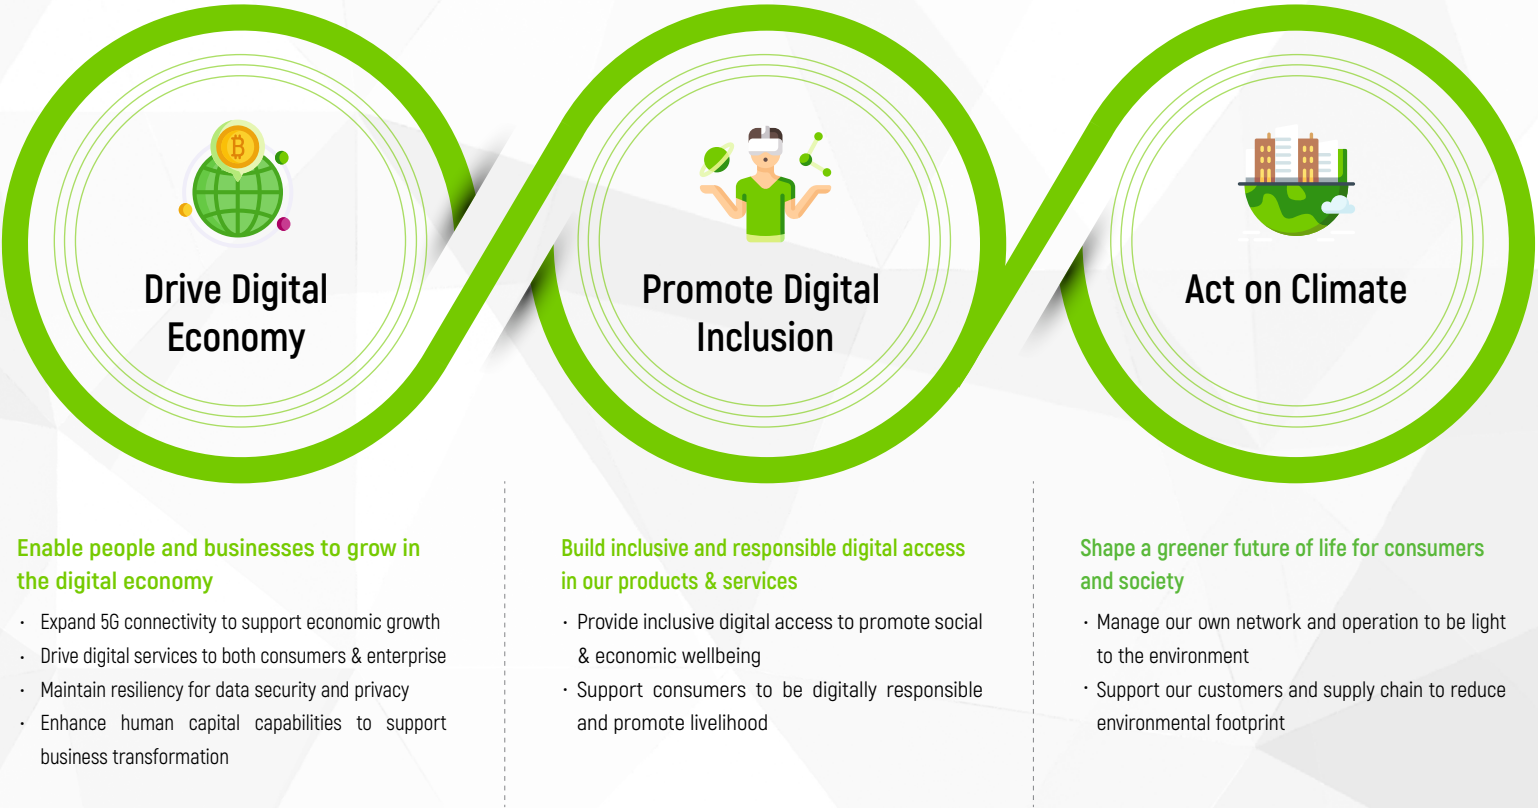 Drive Digital
Economy
Promote Digital
Inclusion
Act on Climate
Enable people and businesses to grow in
the digital economy
· Expand 5G connectivity to support economic growth
· Drive digital services to both consumers & enterprise
· Maintain resiliency for data security and privacy
· Enhance human capital capabilities to support
business transformation
Build inclusive and responsible digital access
in our products & services
· Provide inclusive digital access to promote social
& economic wellbeing
· Support consumers to be digitally responsible
and promote livelihood
Shape a greener future of life for consumers
and society
· Manage our own network and operation to be light
to the environment
· Support our customers and supply chain to reduce
environmental footprint